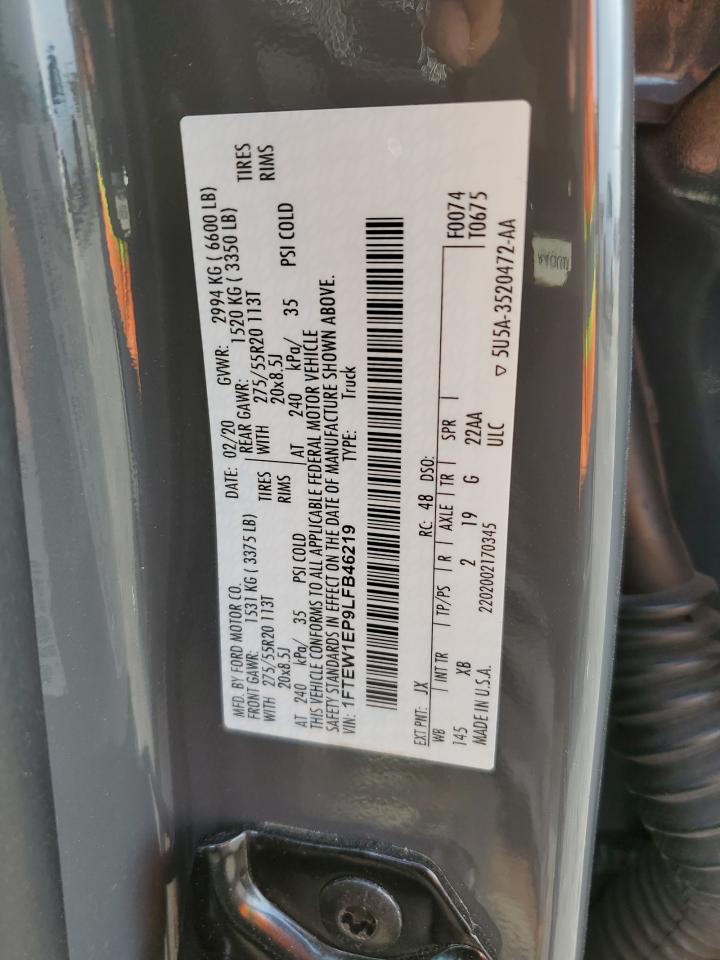 MFD. BY FORD MOTOR CO. DATE: 02/20 GVWR: 2994 KG ( 6600 LB)
FRONT GAWR: 1531 KG ( 3375 LB) REAR GAWR: 1520 KG ( 3350 LB)
WITH 275/55R20 113T TIRES WITH 275/55R20 113T TIRES
20x8.5J RIMS 20x8.5J RIMS
AT 240 kPa/ 35 PSI COLD AT 240 kPa/ 35 PSI COLD
THIS VEHICLE CONFORMS TO ALL APPLICABLE FEDERAL MOTOR VEHICLE
SAFETY STANDARDS IN EFFECT ON THE DATE OF MANUFACTURE SHOWN ABOVE.
VIN: 1FTEW1EP9LFB46219 TYPE: Truck
EXT PNT: JX RC: 48 DSO: F0074
WB INT TR TP/PS R AXLE TR SPR T0675
145 XB 2 19 G 22AA
MADE IN U.S.A. 2202002170345 ULC ▽ 5U5A-3520472-AA